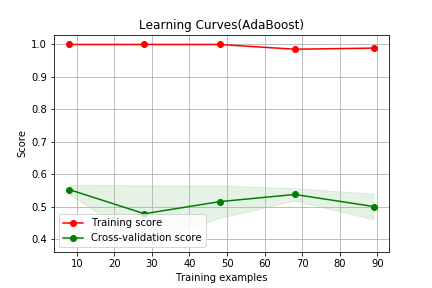 Learning Curves(AdaBoost)
1.0
0.9
0.8
0.7
0.6
0.5
0.4
Score
Training score
Cross-validation score
10 20 30 40 50 60 70 80 90
Training examples